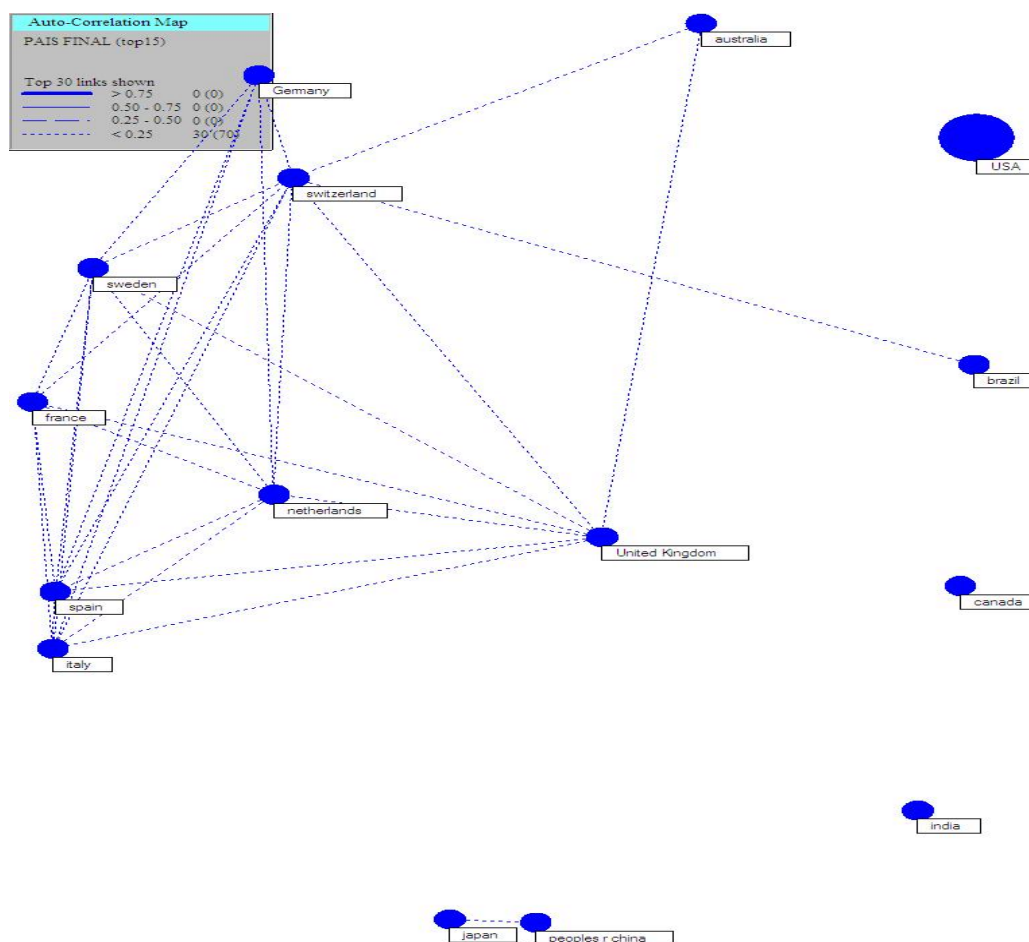 Auto-Correlation Map
PAIS FINAL (top15)
Top 30 links shown
> 0.75 0 (0)
0.50 - 0.75 0 (0)
0.25 - 0.50 0 (0)
< 0.25 30 (70)
australia
Germany
USA
switzerland
sweden
brazil
france
netherlands
United Kingdom
canada
spain
italy
india
japan
peoples r china